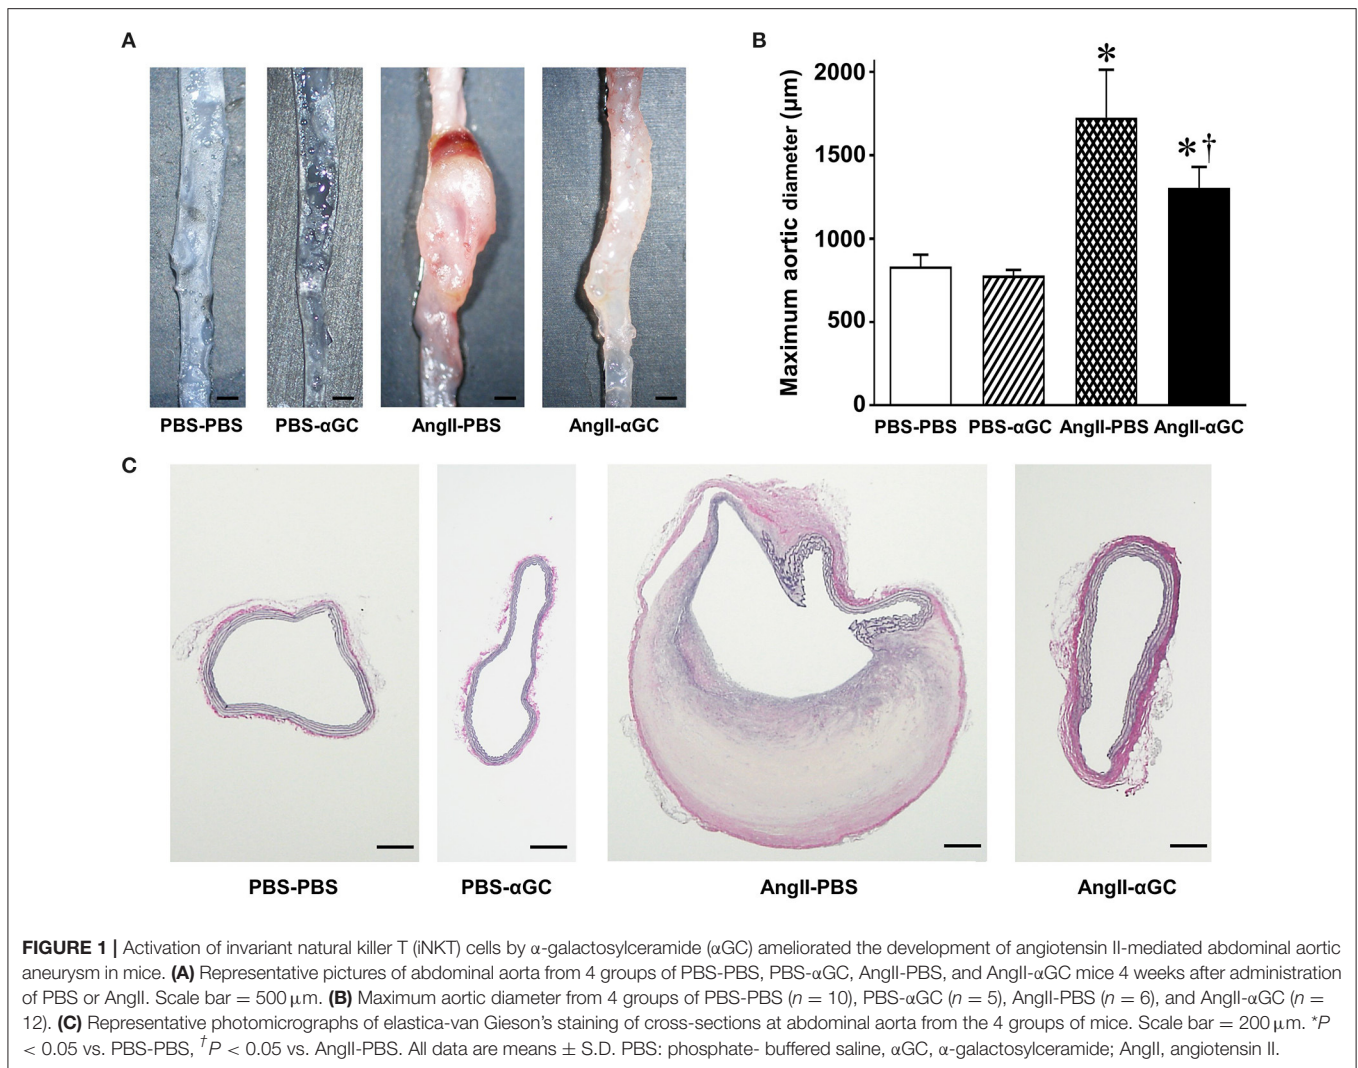 A
B
PBS-PBS
PBS-αGC
AngII-PBS
AngII-αGC
Maximum aortic diameter (μm)
2000
1500
1000
500
0
*
*†
PBS-PBS
PBS-αGC
AngII-PBS
AngII-αGC
C
PBS-PBS
PBS-αGC
AngII-PBS
AngII-αGC
FIGURE 1 | Activation of invariant natural killer T (iNKT) cells by α-galactosylceramide (αGC) ameliorated the development of angiotensin II-mediated abdominal aortic
aneurysm in mice. (A) Representative pictures of abdominal aorta from 4 groups of PBS-PBS, PBS-αGC, AngII-PBS, and AngII-αGC mice 4 weeks after administration
of PBS or AngII. Scale bar = 500 μm. (B) Maximum aortic diameter from 4 groups of PBS-PBS (n = 10), PBS-αGC (n = 5), AngII-PBS (n = 6), and AngII-αGC (n =
12). (C) Representative photomicrographs of elastica-van Gieson's staining of cross-sections at abdominal aorta from the 4 groups of mice. Scale bar = 200 μm. *P
< 0.05 vs. PBS-PBS, †P < 0.05 vs. AngII-PBS. All data are means ± S.D. PBS: phosphate- buffered saline, αGC, α-galactosylceramide; AngII, angiotensin II.